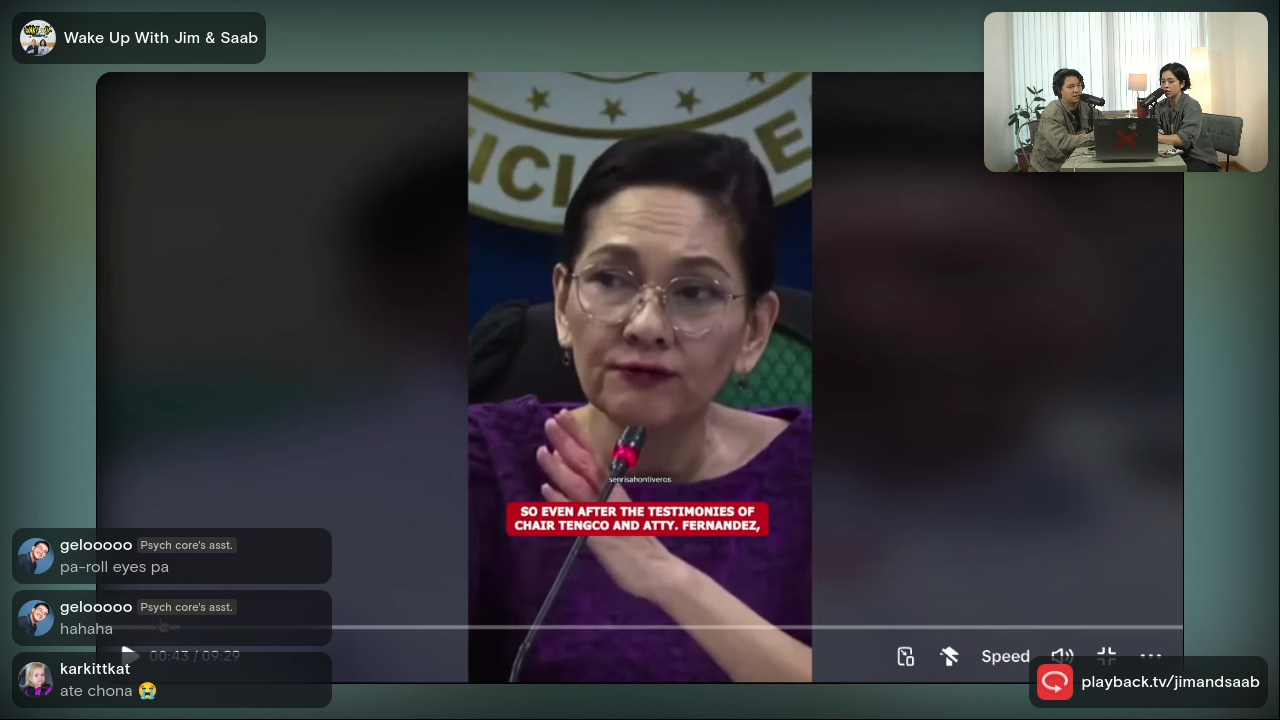 Wake Up With Jim & Saab
senrisahontiveros
SO EVEN AFTER THE TESTIMONIES OF
CHAIR TENGCO AND ATTY. FERNANDEZ,
gelooooo Psych core's asst.
pa-roll eyes pa
gelooooo Psych core's asst.
hahaha
karkittkat
ate chona 😭
00:43 / 09:29
Speed
playback.tv/jimandsaab